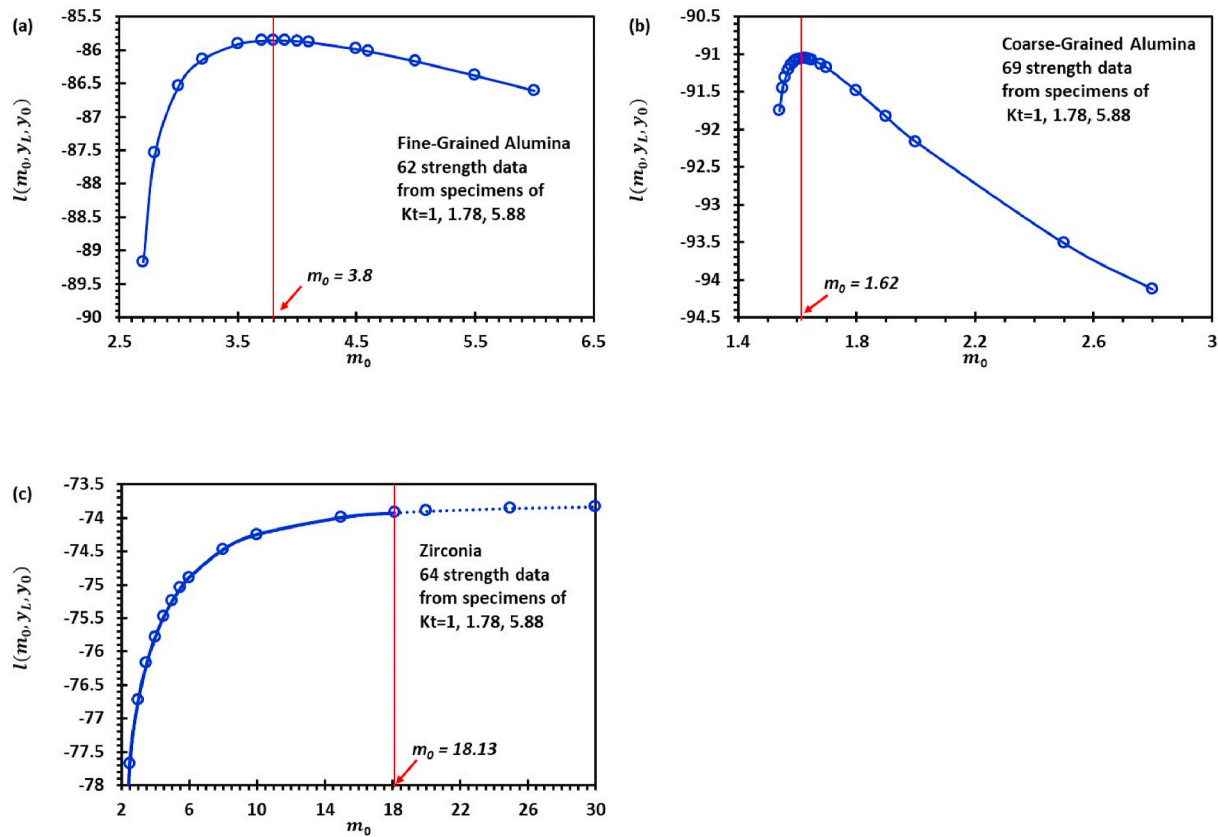 (a)
-85.5
-86
-86.5
-87
-87.5
-88
-88.5
-89
-89.5
-90
l(m₀, y_L, y₀)
Fine-Grained Alumina
62 strength data
from specimens of
Kt=1, 1.78, 5.88
m₀ = 3.8
2.5 3.5 4.5 5.5 6.5
m₀
(b)
-90.5
-91
-91.5
-92
-92.5
-93
-93.5
-94
-94.5
l(m₀, y_L, y₀)
Coarse-Grained Alumina
69 strength data
from specimens of
Kt=1, 1.78, 5.88
m₀ = 1.62
1.4 1.8 2.2 2.6 3
m₀
(c)
-73.5
-74
-74.5
-75
-75.5
-76
-76.5
-77
-77.5
-78
l(m₀, y_L, y₀)
Zirconia
64 strength data
from specimens of
Kt=1, 1.78, 5.88
m₀ = 18.13
2 6 10 14 18 22 26 30
m₀